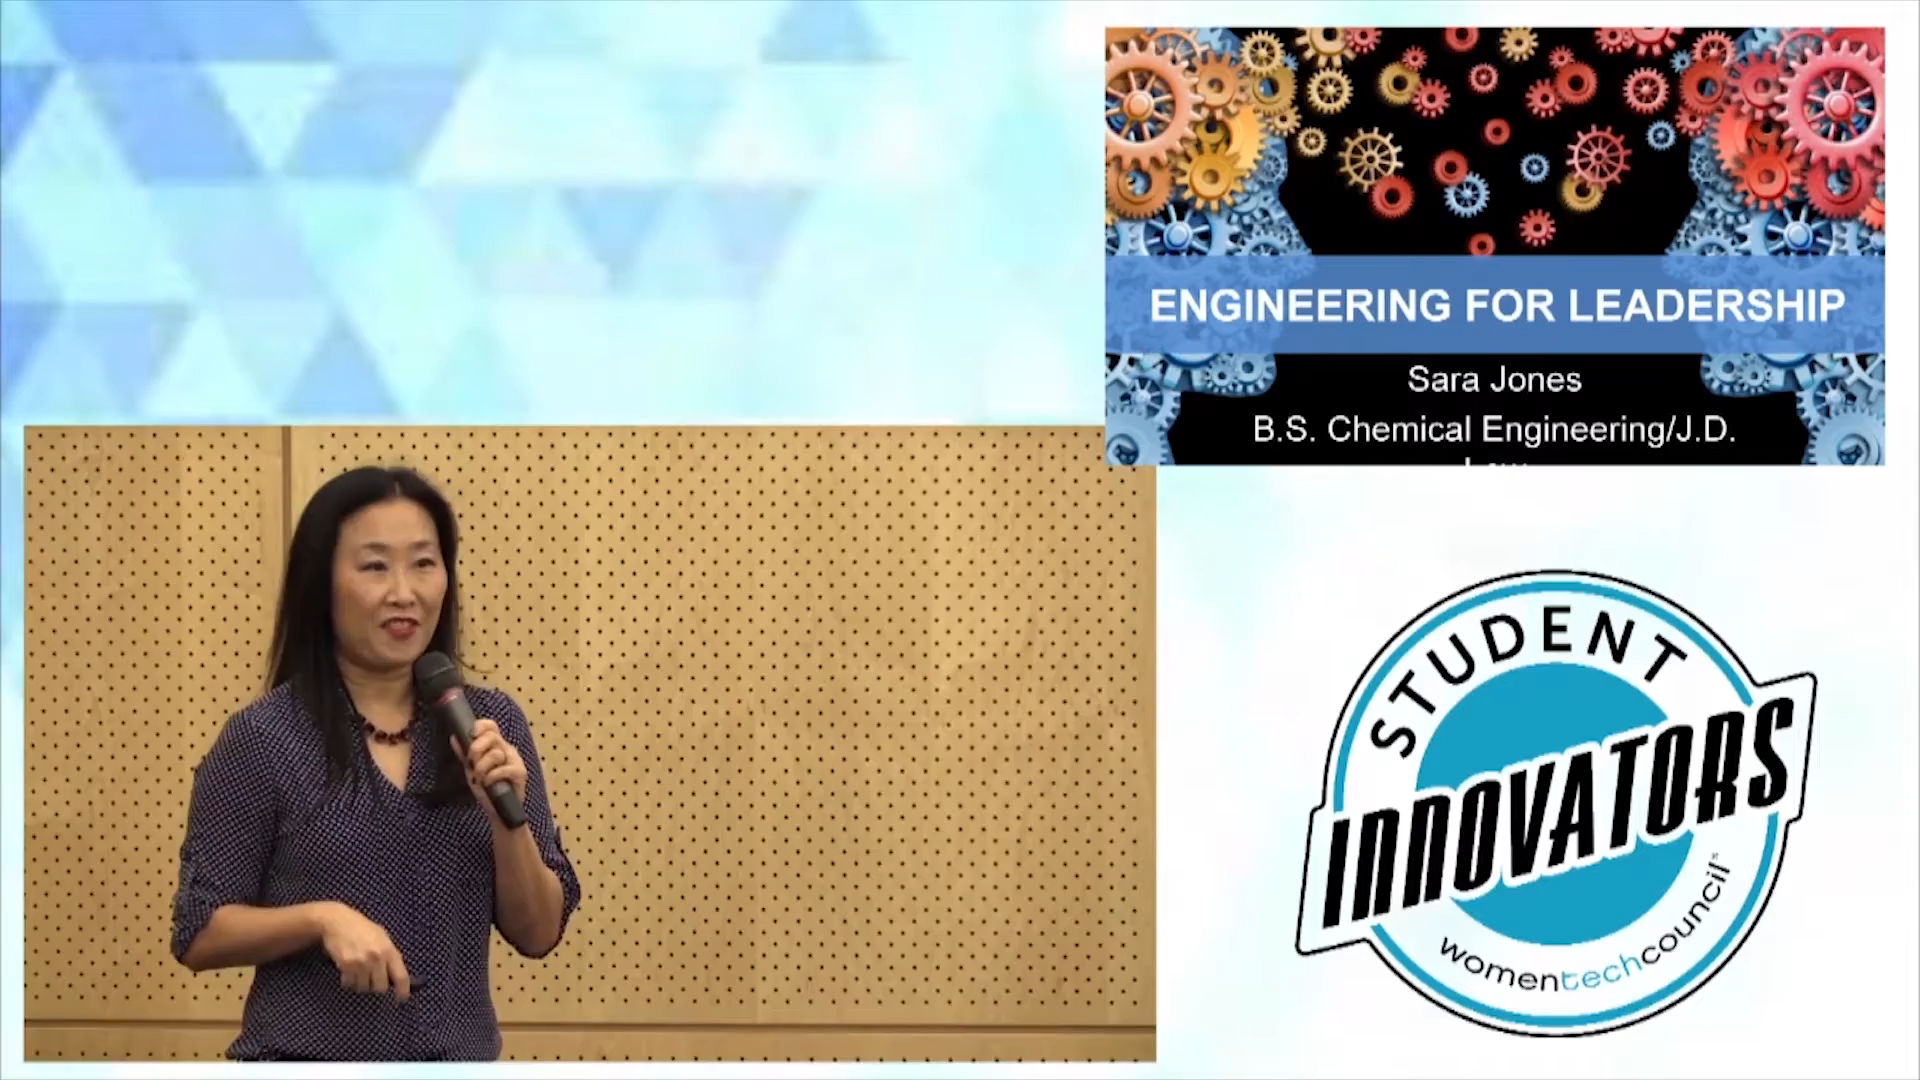 ENGINEERING FOR LEADERSHIP
Sara Jones
B.S. Chemical Engineering/J.D.
STUDENT
INNOVATORS
womentechcouncil